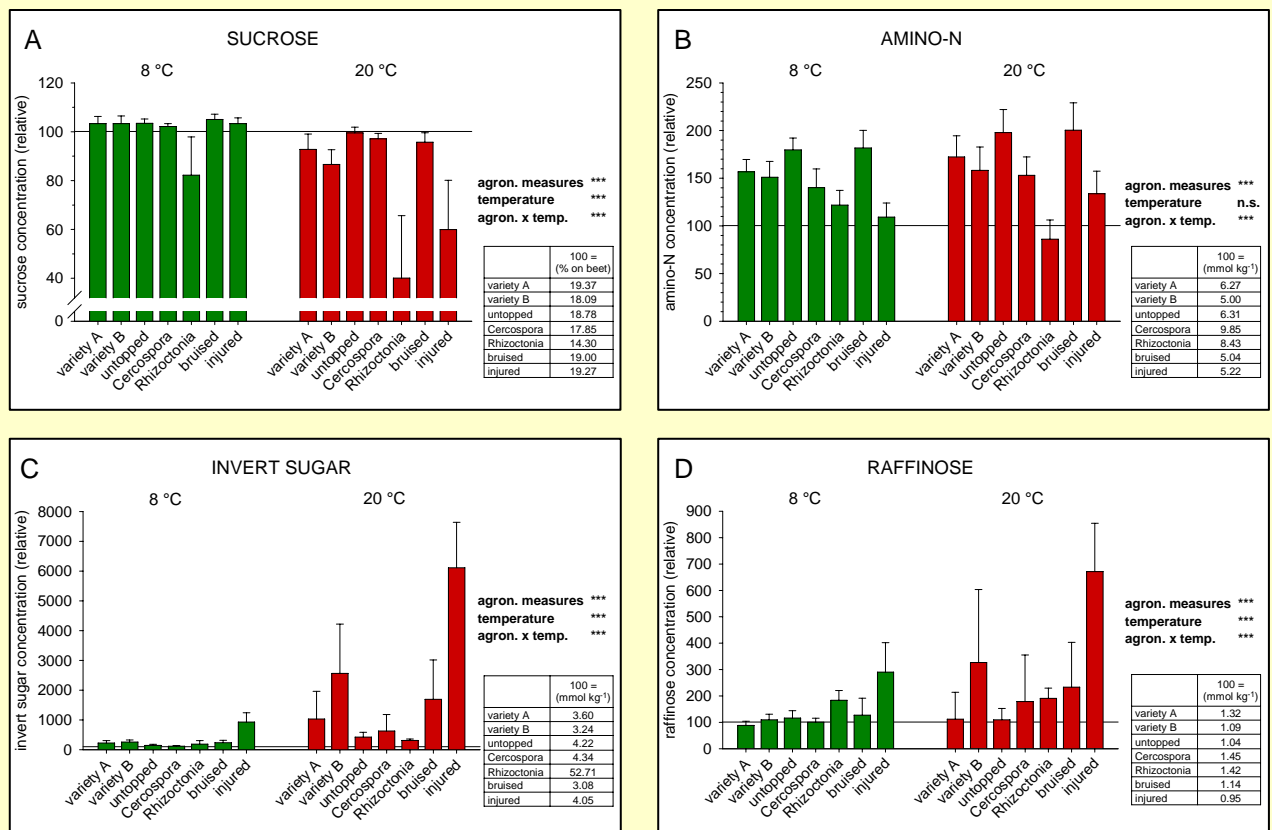 A
SUCROSE
8 °C
20 °C
sucrose concentration (relative)
120
100
80
60
40
0
variety A
variety B
untopped
Cercospora
Rhizoctonia
bruised
injured
variety A
variety B
untopped
Cercospora
Rhizoctonia
bruised
injured
agron. measures ***
temperature ***
agron. x temp. ***
100 =
(% on beet)
variety A 19.37
variety B 18.09
untopped 18.78
Cercospora 17.85
Rhizoctonia 14.30
bruised 19.00
injured 19.27
B
AMINO-N
8 °C
20 °C
amino-N concentration (relative)
250
200
150
100
50
0
variety A
variety B
untopped
Cercospora
Rhizoctonia
bruised
injured
variety A
variety B
untopped
Cercospora
Rhizoctonia
bruised
injured
agron. measures ***
temperature n.s.
agron. x temp. ***
100 =
(mmol kg⁻¹)
variety A 6.27
variety B 5.00
untopped 6.31
Cercospora 9.85
Rhizoctonia 8.43
bruised 5.04
injured 5.22
C
INVERT SUGAR
8 °C
20 °C
invert sugar concentration (relative)
8000
7000
6000
5000
4000
3000
2000
1000
0
variety A
variety B
untopped
Cercospora
Rhizoctonia
bruised
injured
variety A
variety B
untopped
Cercospora
Rhizoctonia
bruised
injured
agron. measures ***
temperature ***
agron. x temp. ***
100 =
(mmol kg⁻¹)
variety A 3.60
variety B 3.24
untopped 4.22
Cercospora 4.34
Rhizoctonia 52.71
bruised 3.08
injured 4.05
D
RAFFINOSE
8 °C
20 °C
raffinose concentration (relative)
900
800
700
600
500
400
300
200
100
0
variety A
variety B
untopped
Cercospora
Rhizoctonia
bruised
injured
variety A
variety B
untopped
Cercospora
Rhizoctonia
bruised
injured
agron. measures ***
temperature ***
agron. x temp. ***
100 =
(mmol kg⁻¹)
variety A 1.32
variety B 1.09
untopped 1.04
Cercospora 1.45
Rhizoctonia 1.42
bruised 1.14
injured 0.95